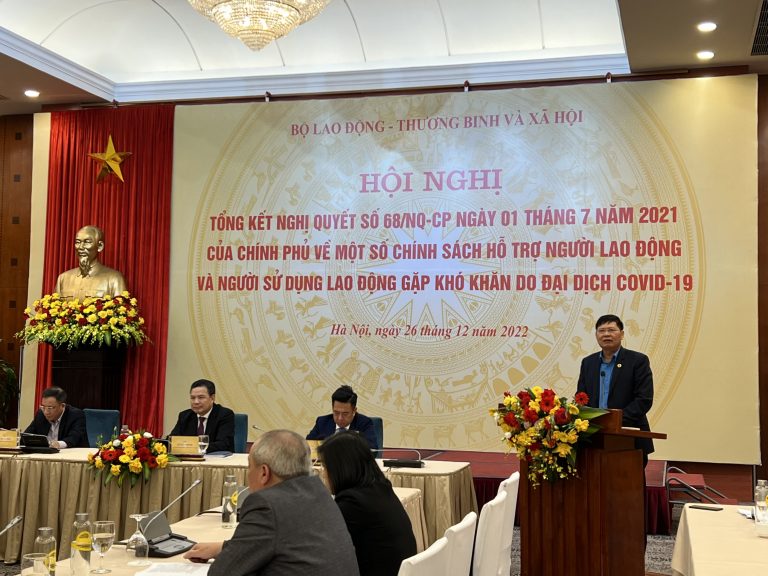 BỘ LAO ĐỘNG - THƯƠNG BINH VÀ XÃ HỘI
HỘI NGHỊ
TỔNG KẾT NGHỊ QUYẾT SỐ 68/NQ-CP NGÀY 01 THÁNG 7 NĂM 2021
CỦA CHÍNH PHỦ VỀ MỘT SỐ CHÍNH SÁCH HỖ TRỢ NGƯỜI LAO ĐỘNG
VÀ NGƯỜI SỬ DỤNG LAO ĐỘNG GẶP KHÓ KHĂN DO ĐẠI DỊCH COVID-19
Hà Nội, ngày 26 tháng 12 năm 2022